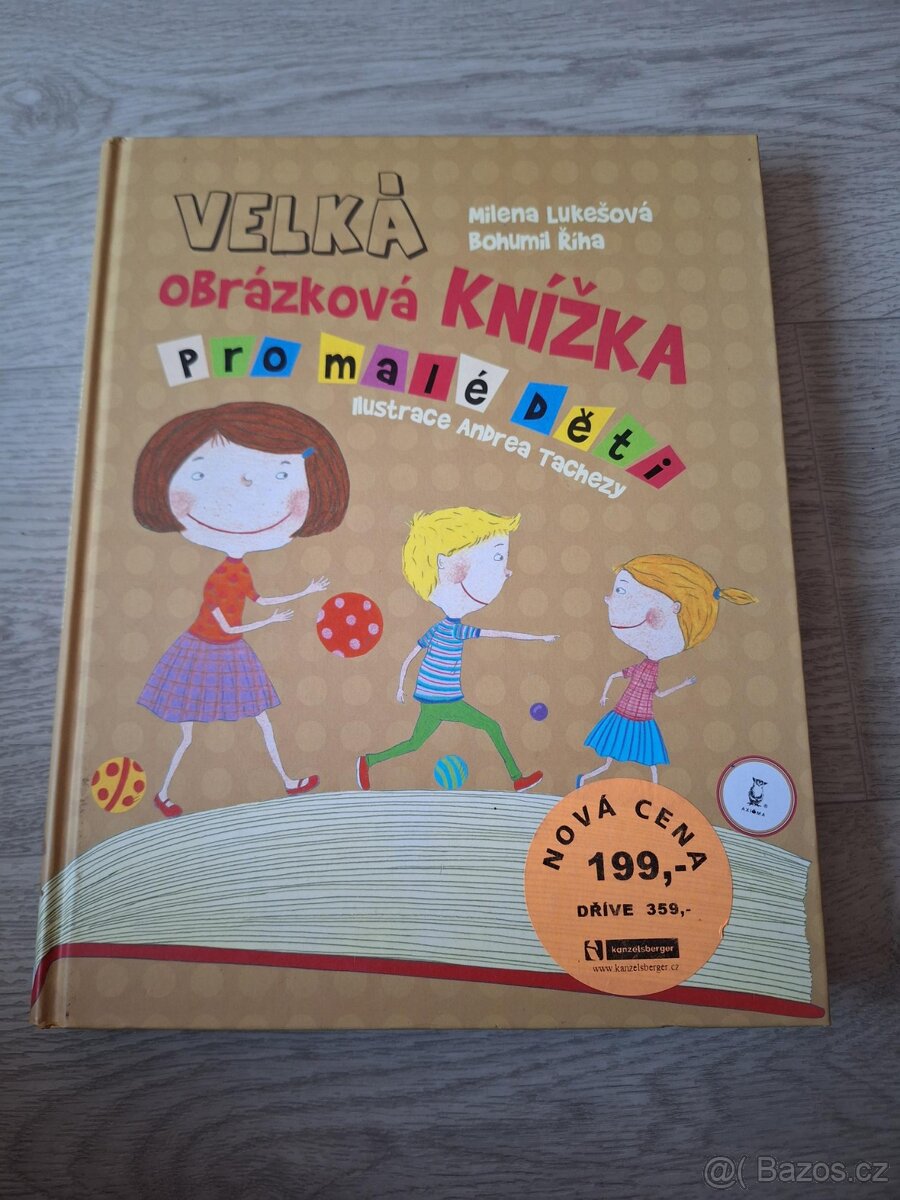 VELKÁ
Milena Lukešová
Bohumil Říha
obrázková KNÍŽKA
pro malé Děti
Ilustrace Andrea Tachezy
AXIOMA ®
NOVÁ CENA
199,-
DŘÍVE 359,-
kanzelsberger
www.kanzelsberger.cz
@( Bazos.cz